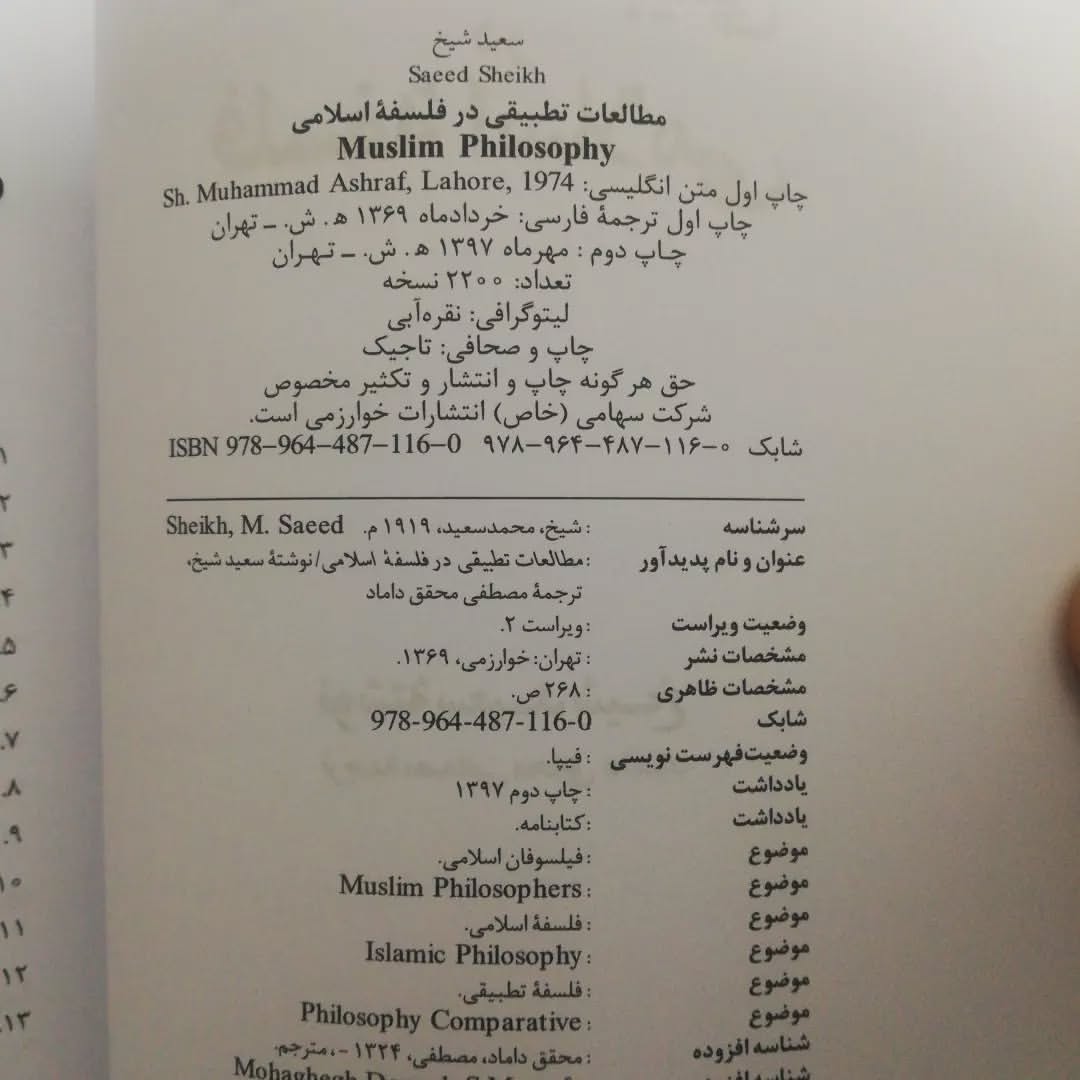 سعید شیخ
Saeed Sheikh
مطالعات تطبیقی در فلسفهٔ اسلامی
Muslim Philosophy
چاپ اول متن انگلیسی: Sh. Muhammad Ashraf, Lahore, 1974
چاپ اول ترجمهٔ فارسی: خردادماه ۱۳۶۹ ه‍. ش. ـ تهران
چـاپ دوم : مهرماه ۱۳۹۷ ه‍. ش. ـ تـهـران
تعداد: ۲۲۰۰ نسخه
لیتوگرافی: نقره‌آبی
چاپ و صحافی: تاجیک
حق هر گونه چاپ و انتشار و تکثیر مخصوص
شرکت سهامی (خاص) انتشارات خوارزمی است.
شابک ۹۷۸–۹۶۴–۴۸۷–۱۱۶–۰ ISBN 978–964–487–116–0
سرشناسه : شیخ، محمدسعید، ۱۹۱۹ م. Sheikh, M. Saeed
عنوان و نام پدیدآور : مطالعات تطبیقی در فلسفهٔ اسلامی/نوشتهٔ سعید شیخ،
ترجمهٔ مصطفی محقق داماد
وضعیت ویراست : ویراست ۲.
مشخصات نشر : تهران: خوارزمی، ۱۳۶۹.
مشخصات ظاهری : ۲۶۸ ص.
شابک 978-964-487-116-0
وضعیت‌فهرست نویسی : فیپا.
یادداشت : چاپ دوم ۱۳۹۷
یادداشت : کتابنامه.
موضوع : فیلسوفان اسلامی.
موضوع : Muslim Philosophers
موضوع : فلسفهٔ اسلامی.
موضوع : Islamic Philosophy
موضوع : فلسفهٔ تطبیقی.
موضوع : Philosophy Comparative
شناسه افزوده : محقق داماد، مصطفی، ۱۳۲۴ -، مترجم.
شناسه Mohaghegh
۱
۲
۳
۴
۵
۶
۷.
۸.
۹.
۱۰
۱۱
۱۲
۱۳.